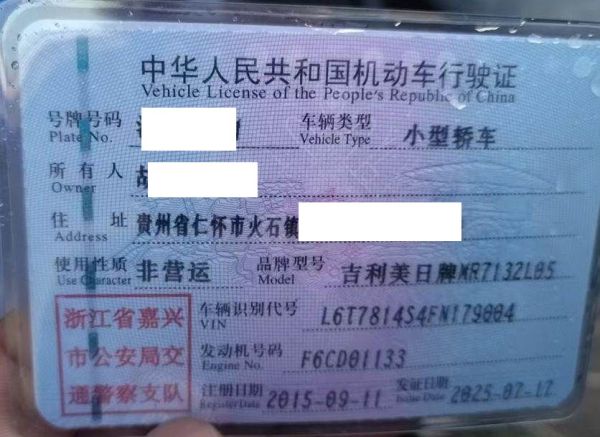 中华人民共和国机动车行驶证
Vehicle License of the People's Republic of China
号牌号码 车辆类型 小型轿车
Plate No. Vehicle Type
所有人 胡
Owner
住址 贵州省仁怀市火石镇
Address
使用性质 非营运 品牌型号 吉利美日牌MR7132L05
Use Character Model
浙江省嘉兴
市公安局交
通警察支队
车辆识别代号 L6T7814S4FN179004
VIN
发动机号码 F6CD01133
Engine No.
注册日期 2015-09-11 发证日期 2025-07-17
Register Date Issue Date